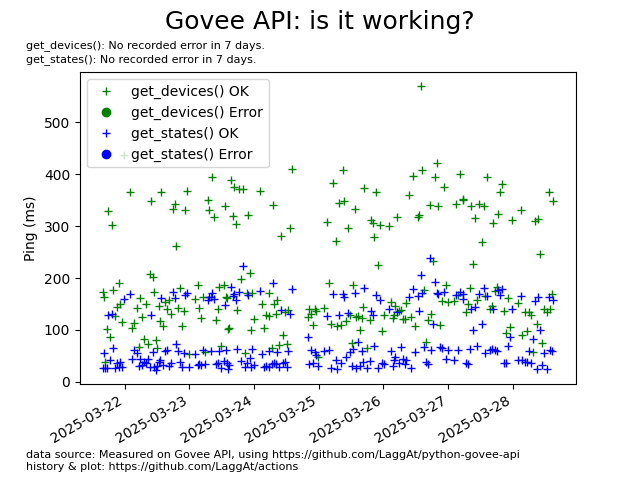 Govee API: is it working?
get_devices(): No recorded error in 7 days.
get_states(): No recorded error in 7 days.
get_devices() OK
get_devices() Error
get_states() OK
get_states() Error
Ping (ms)
500
400
300
200
100
0
2025-03-22
2025-03-23
2025-03-24
2025-03-25
2025-03-26
2025-03-27
2025-03-28
data source: Measured on Govee API, using https://github.com/LaggAt/python-govee-api
history & plot: https://github.com/LaggAt/actions